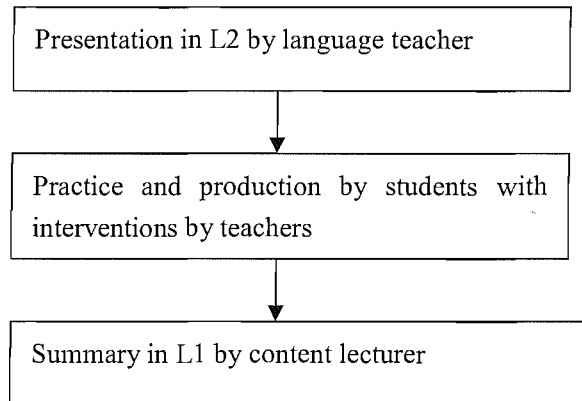 Presentation in L2 by language teacher
Practice and production by students with
interventions by teachers
Summary in L1 by content lecturer